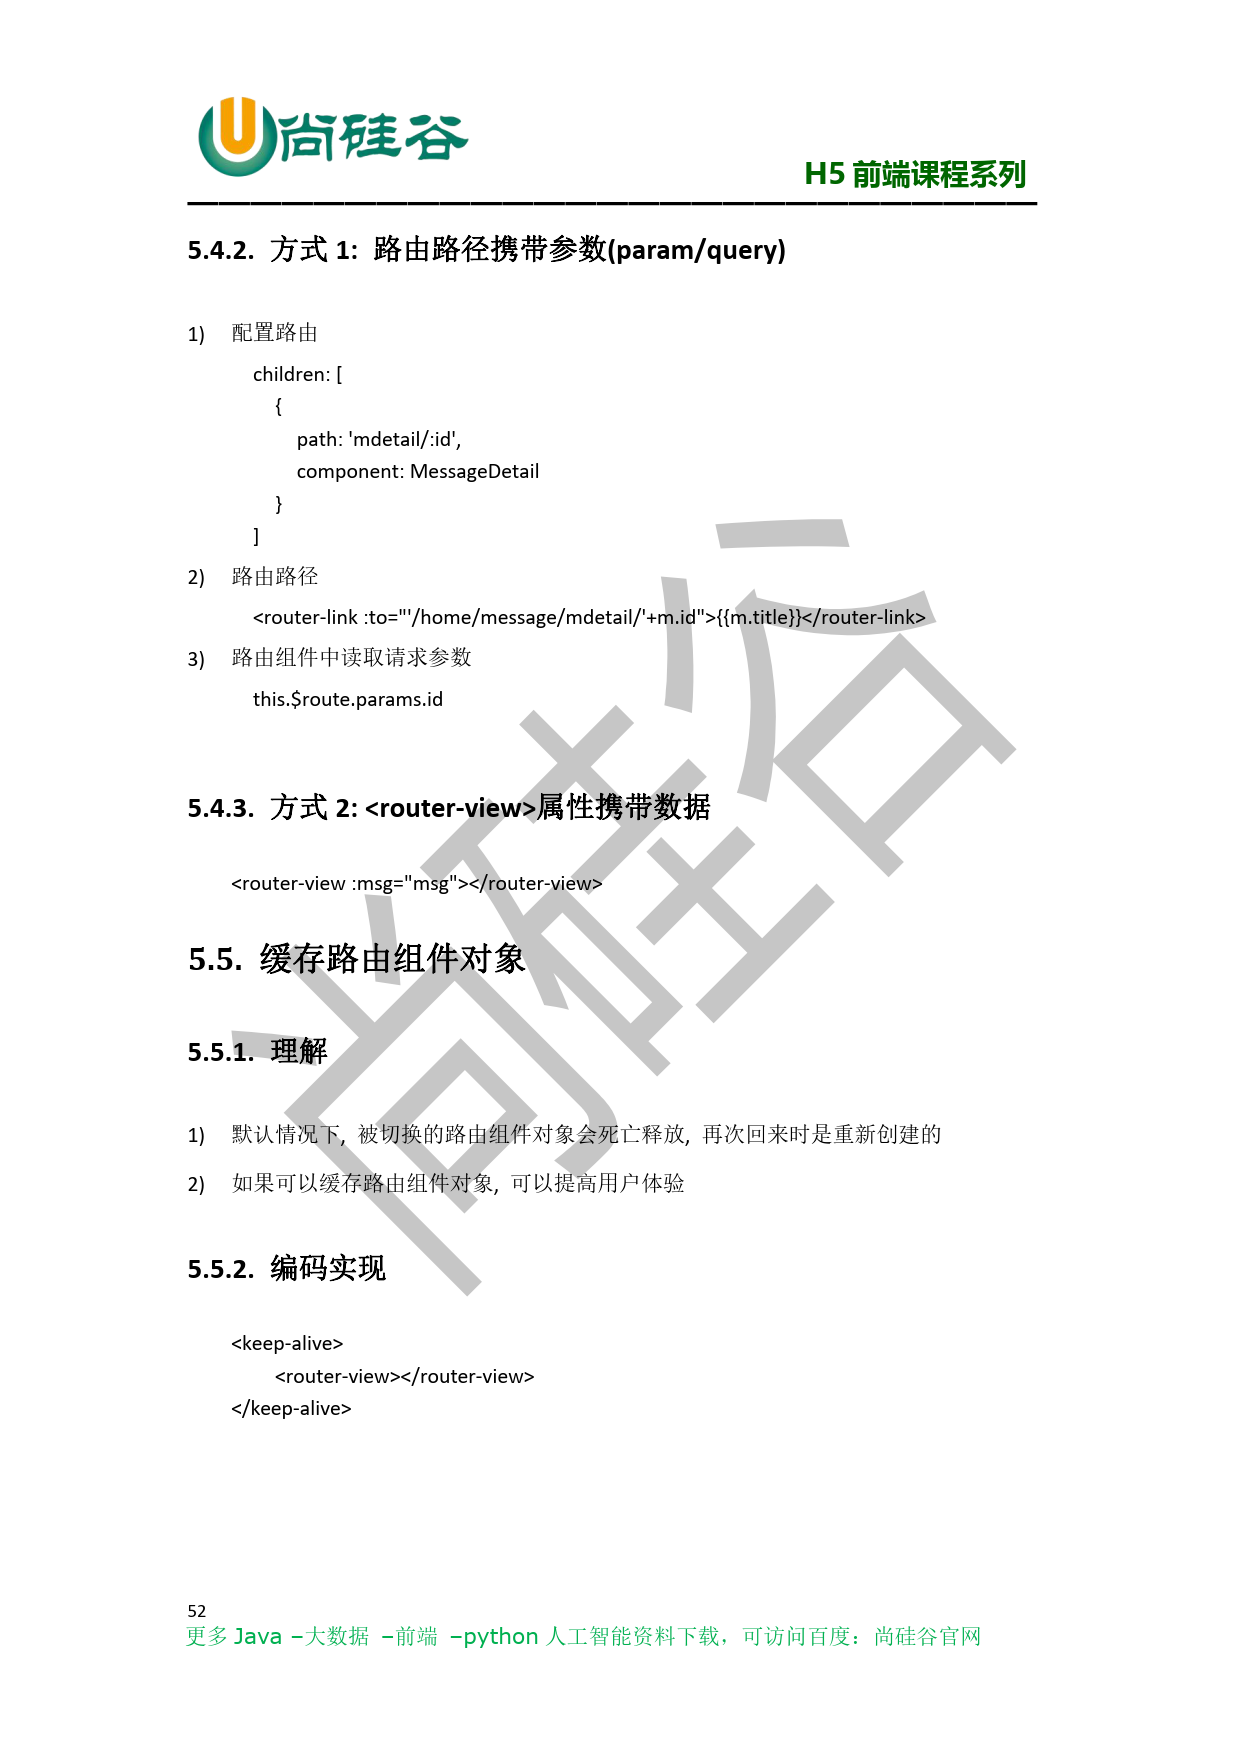 尚硅谷
H5 前端课程系列
5.4.2. 方式 1: 路由路径携带参数(param/query)
1) 配置路由
children: [
{
path: 'mdetail/:id',
component: MessageDetail
}
]
2) 路由路径
<router-link :to="'/home/message/mdetail/'+m.id">{{m.title}}</router-link>
3) 路由组件中读取请求参数
this.$route.params.id
5.4.3. 方式 2: <router-view>属性携带数据
<router-view :msg="msg"></router-view>
5.5. 缓存路由组件对象
5.5.1. 理解
1) 默认情况下, 被切换的路由组件对象会死亡释放, 再次回来时是重新创建的
2) 如果可以缓存路由组件对象, 可以提高用户体验
5.5.2. 编码实现
<keep-alive>
<router-view></router-view>
</keep-alive>
尚硅谷
52
更多 Java –大数据 –前端 –python 人工智能资料下载，可访问百度：尚硅谷官网